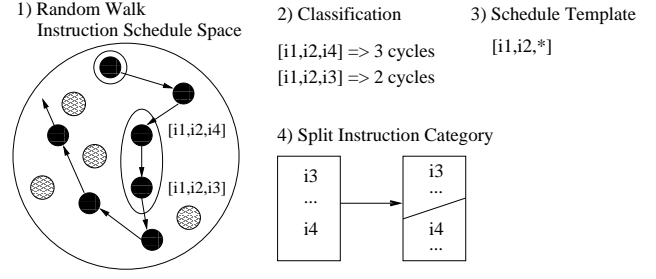 1) Random Walk
Instruction Schedule Space
[i1,i2,i4]
[i1,i2,i3]
2) Classification
[i1,i2,i4] => 3 cycles
[i1,i2,i3] => 2 cycles
3) Schedule Template
[i1,i2,*]
4) Split Instruction Category
i3
...
i4
i3
...
i4
...